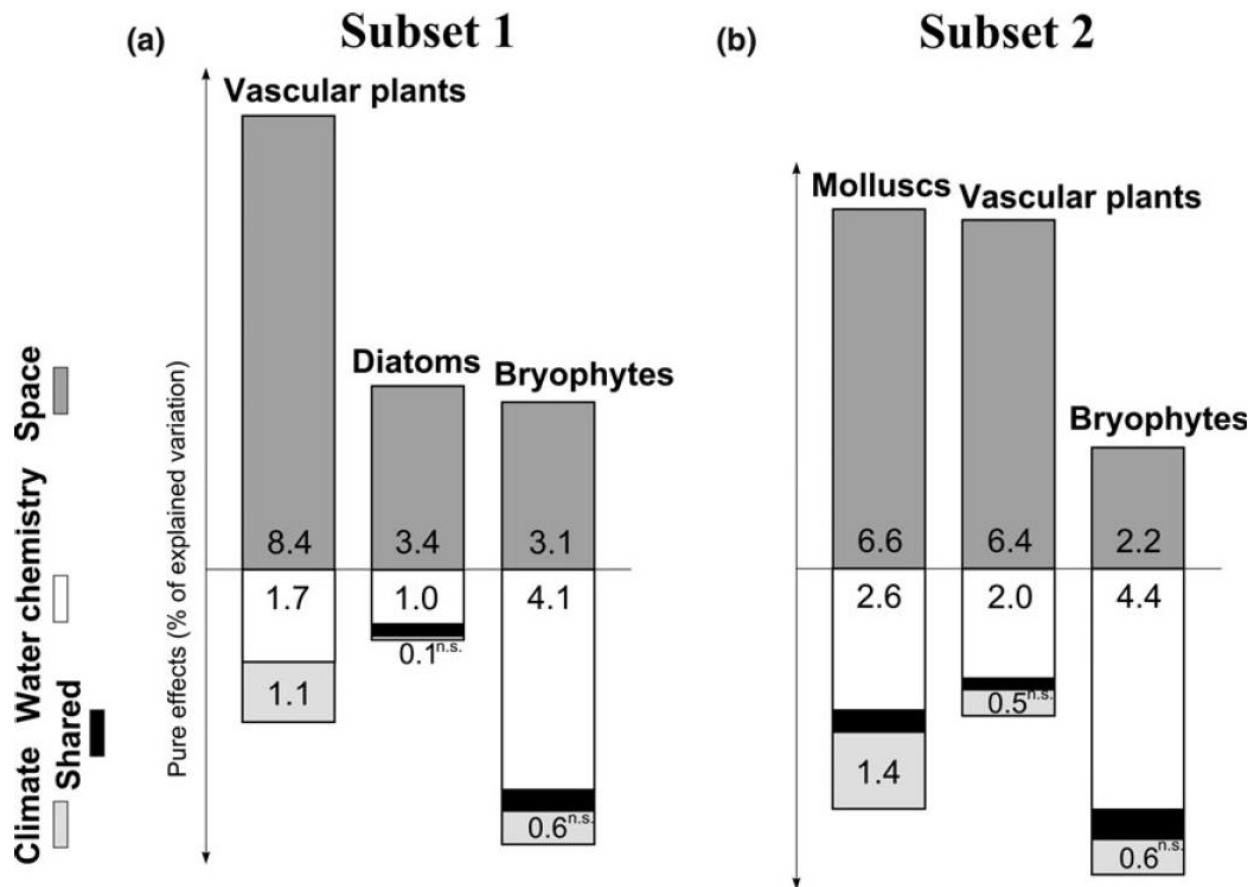 (a) Subset 1
Vascular plants
Diatoms
Bryophytes
8.4
3.4
3.1
1.7
1.0
4.1
0.1n.s.
1.1
0.6n.s.
Pure effects (% of explained variation)
(b) Subset 2
Molluscs
Vascular plants
Bryophytes
6.6
6.4
2.2
2.6
2.0
4.4
0.5n.s.
1.4
0.6n.s.
Climate
Shared
Water chemistry
Space